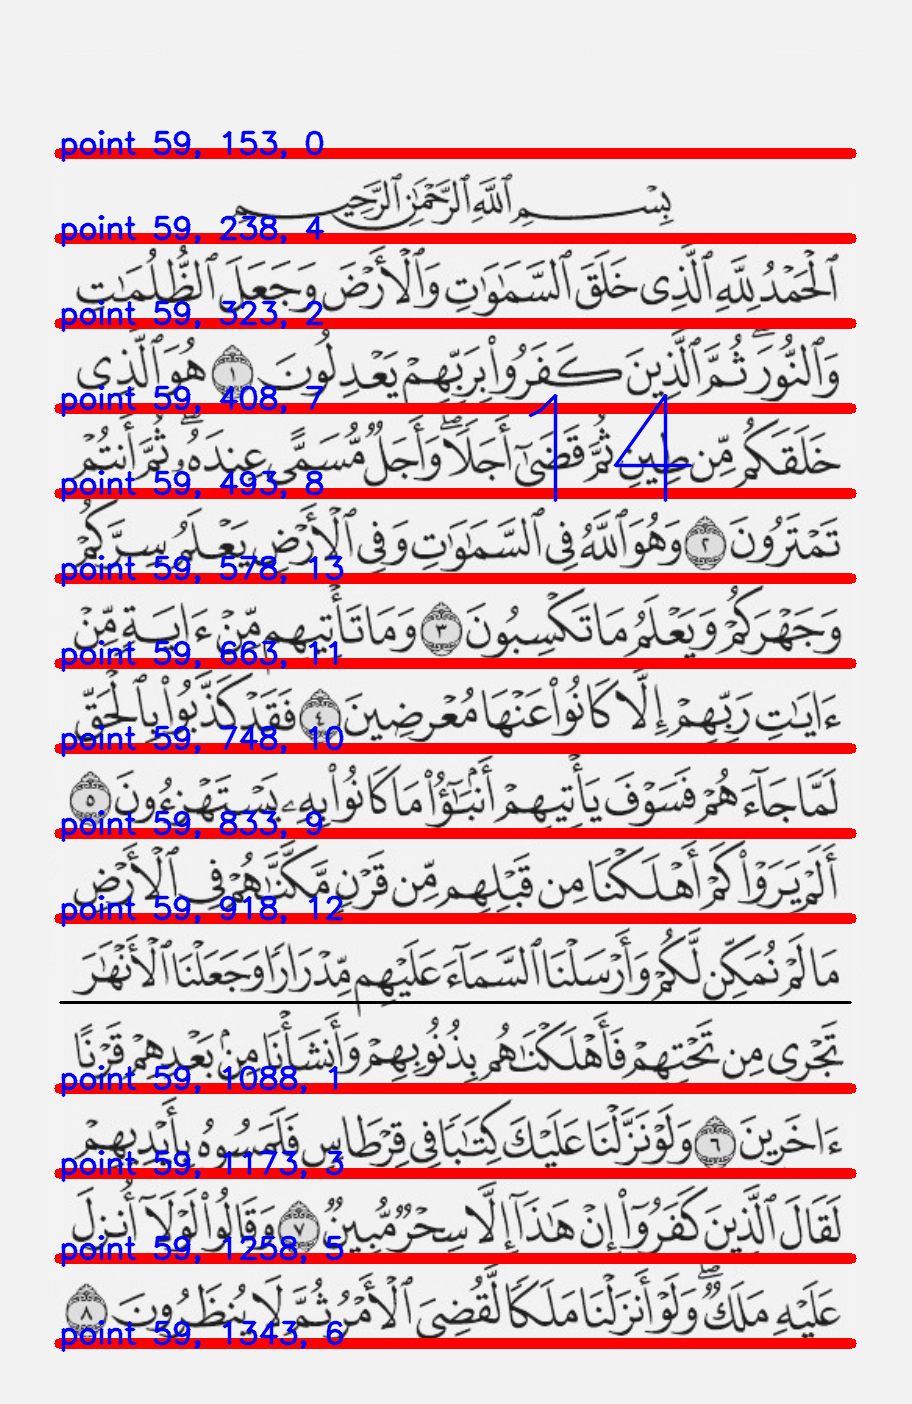 point 59, 153, 0
بِسْمِ ٱللَّهِ ٱلرَّحْمَٰنِ ٱلرَّحِيمِ
point 59, 238, 4
ٱلْحَمْدُ لِلَّهِ ٱلَّذِى خَلَقَ ٱلسَّمَٰوَٰتِ وَٱلْأَرْضَ وَجَعَلَ ٱلظُّلُمَٰتِ
point 59, 323, 2
وَٱلنُّورَ ۖ ثُمَّ ٱلَّذِينَ كَفَرُوا۟ بِرَبِّهِمْ يَعْدِلُونَ ١ هُوَ ٱلَّذِى
point 59, 408, 7
14
خَلَقَكُم مِّن طِينٍ ثُمَّ قَضَىٰٓ أَجَلًا ۖ وَأَجَلٌ مُّسَمًّى عِندَهُۥ ۖ ثُمَّ أَنتُمْ
point 59, 493, 8
تَمْتَرُونَ ٢ وَهُوَ ٱللَّهُ فِى ٱلسَّمَٰوَٰتِ وَفِى ٱلْأَرْضِ يَعْلَمُ سِرَّكُمْ
point 59, 578, 13
وَجَهْرَكُمْ وَيَعْلَمُ مَا تَكْسِبُونَ ٣ وَمَا تَأْتِيهِم مِّنْ ءَايَةٍ مِّنْ
point 59, 663, 11
ءَايَٰتِ رَبِّهِمْ إِلَّا كَانُوا۟ عَنْهَا مُعْرِضِينَ ٤ فَقَدْ كَذَّبُوا۟ بِٱلْحَقِّ
point 59, 748, 10
لَمَّا جَآءَهُمْ فَسَوْفَ يَأْتِيهِمْ أَنۢبَٰٓؤُا۟ مَا كَانُوا۟ بِهِۦ يَسْتَهْزِءُونَ ٥
point 59, 833, 9
أَلَمْ يَرَوْا۟ كَمْ أَهْلَكْنَا مِن قَبْلِهِم مِّن قَرْنٍ مَّكَّنَّٰهُمْ فِى ٱلْأَرْضِ
point 59, 918, 12
مَا لَمْ نُمَكِّن لَّكُمْ وَأَرْسَلْنَا ٱلسَّمَآءَ عَلَيْهِم مِّدْرَارًا وَجَعَلْنَا ٱلْأَنْهَٰرَ
تَجْرِى مِن تَحْتِهِمْ فَأَهْلَكْنَٰهُم بِذُنُوبِهِمْ وَأَنشَأْنَا مِنۢ بَعْدِهِمْ قَرْنًا
point 59, 1088, 1
ءَاخَرِينَ ٦ وَلَوْ نَزَّلْنَا عَلَيْكَ كِتَٰبًا فِى قِرْطَاسٍ فَلَمَسُوهُ بِأَيْدِيهِمْ
point 59, 1173, 3
لَقَالَ ٱلَّذِينَ كَفَرُوٓا۟ إِنْ هَٰذَآ إِلَّا سِحْرٌ مُّبِينٌ ٧ وَقَالُوا۟ لَوْلَآ أُنزِلَ
point 59, 1258, 5
عَلَيْهِ مَلَكٌ ۖ وَلَوْ أَنزَلْنَا مَلَكًا لَّقُضِىَ ٱلْأَمْرُ ثُمَّ لَا يُنظَرُونَ ٨
point 59, 1343, 6